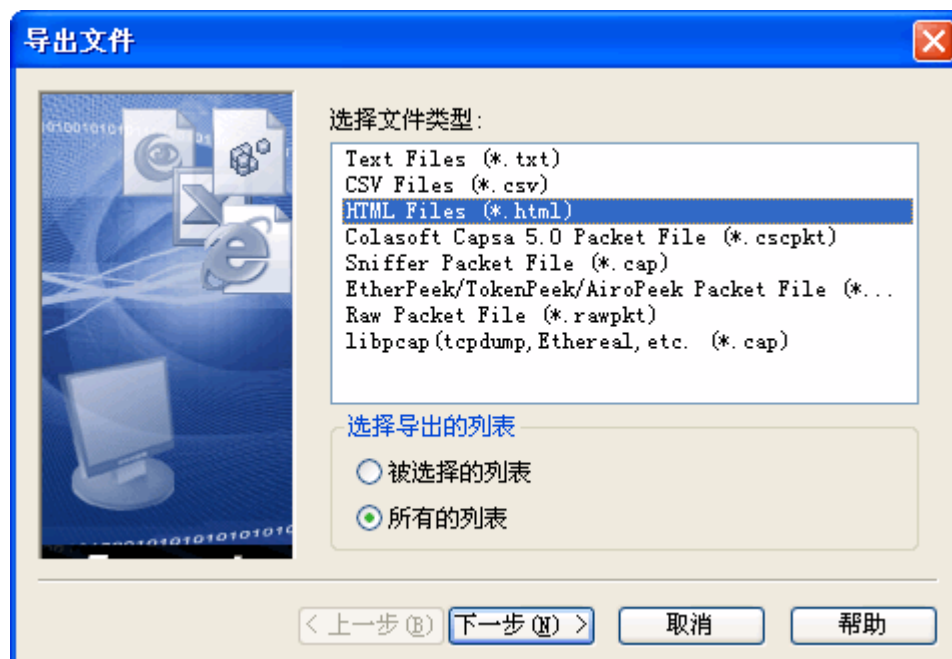 导出文件
选择文件类型:
Text Files (*.txt)
CSV Files (*.csv)
HTML Files (*.html)
Colasoft Capsa 5.0 Packet File (*.cscpkt)
Sniffer Packet File (*.cap)
EtherPeek/TokenPeek/AiroPeek Packet File (*...
Raw Packet File (*.rawpkt)
libpcap(tcpdump,Ethereal,etc. (*.cap)
选择导出的列表
被选择的列表
所有的列表
< 上一步(B)
下一步(N) >
取消
帮助